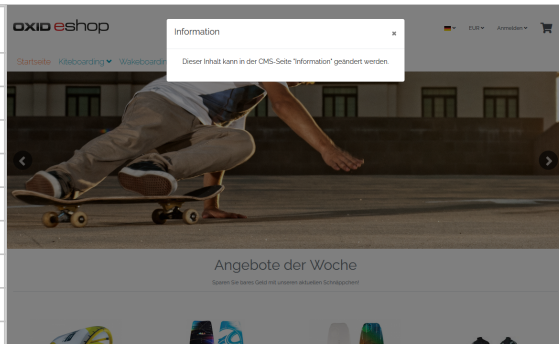 OXID eshop
Information
×
EUR
Anmelden
Startseite Kiteboarding Wakeboarding
Dieser Inhalt kann in der CMS-Seite "Information" geändert werden.
Angebote der Woche
Sparen Sie bares Geld mit unseren aktuellen Schnäppchen!